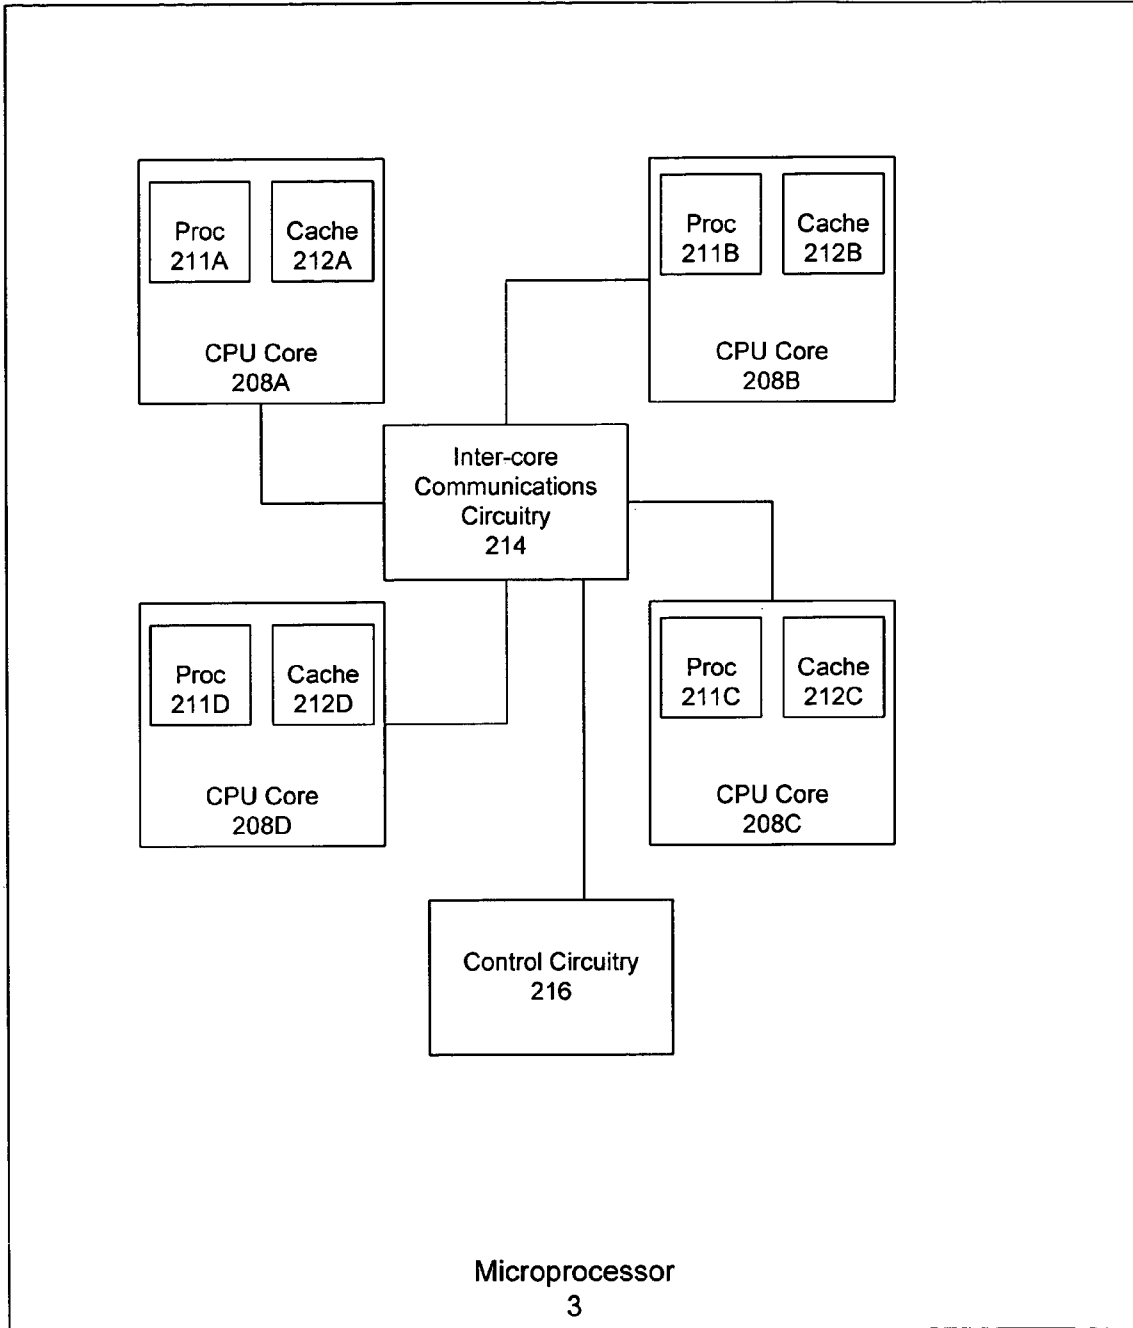 Proc
211A
Cache
212A
CPU Core
208A
Proc
211B
Cache
212B
CPU Core
208B
Inter-core
Communications
Circuitry
214
Proc
211D
Cache
212D
CPU Core
208D
Proc
211C
Cache
212C
CPU Core
208C
Control Circuitry
216
Microprocessor
3